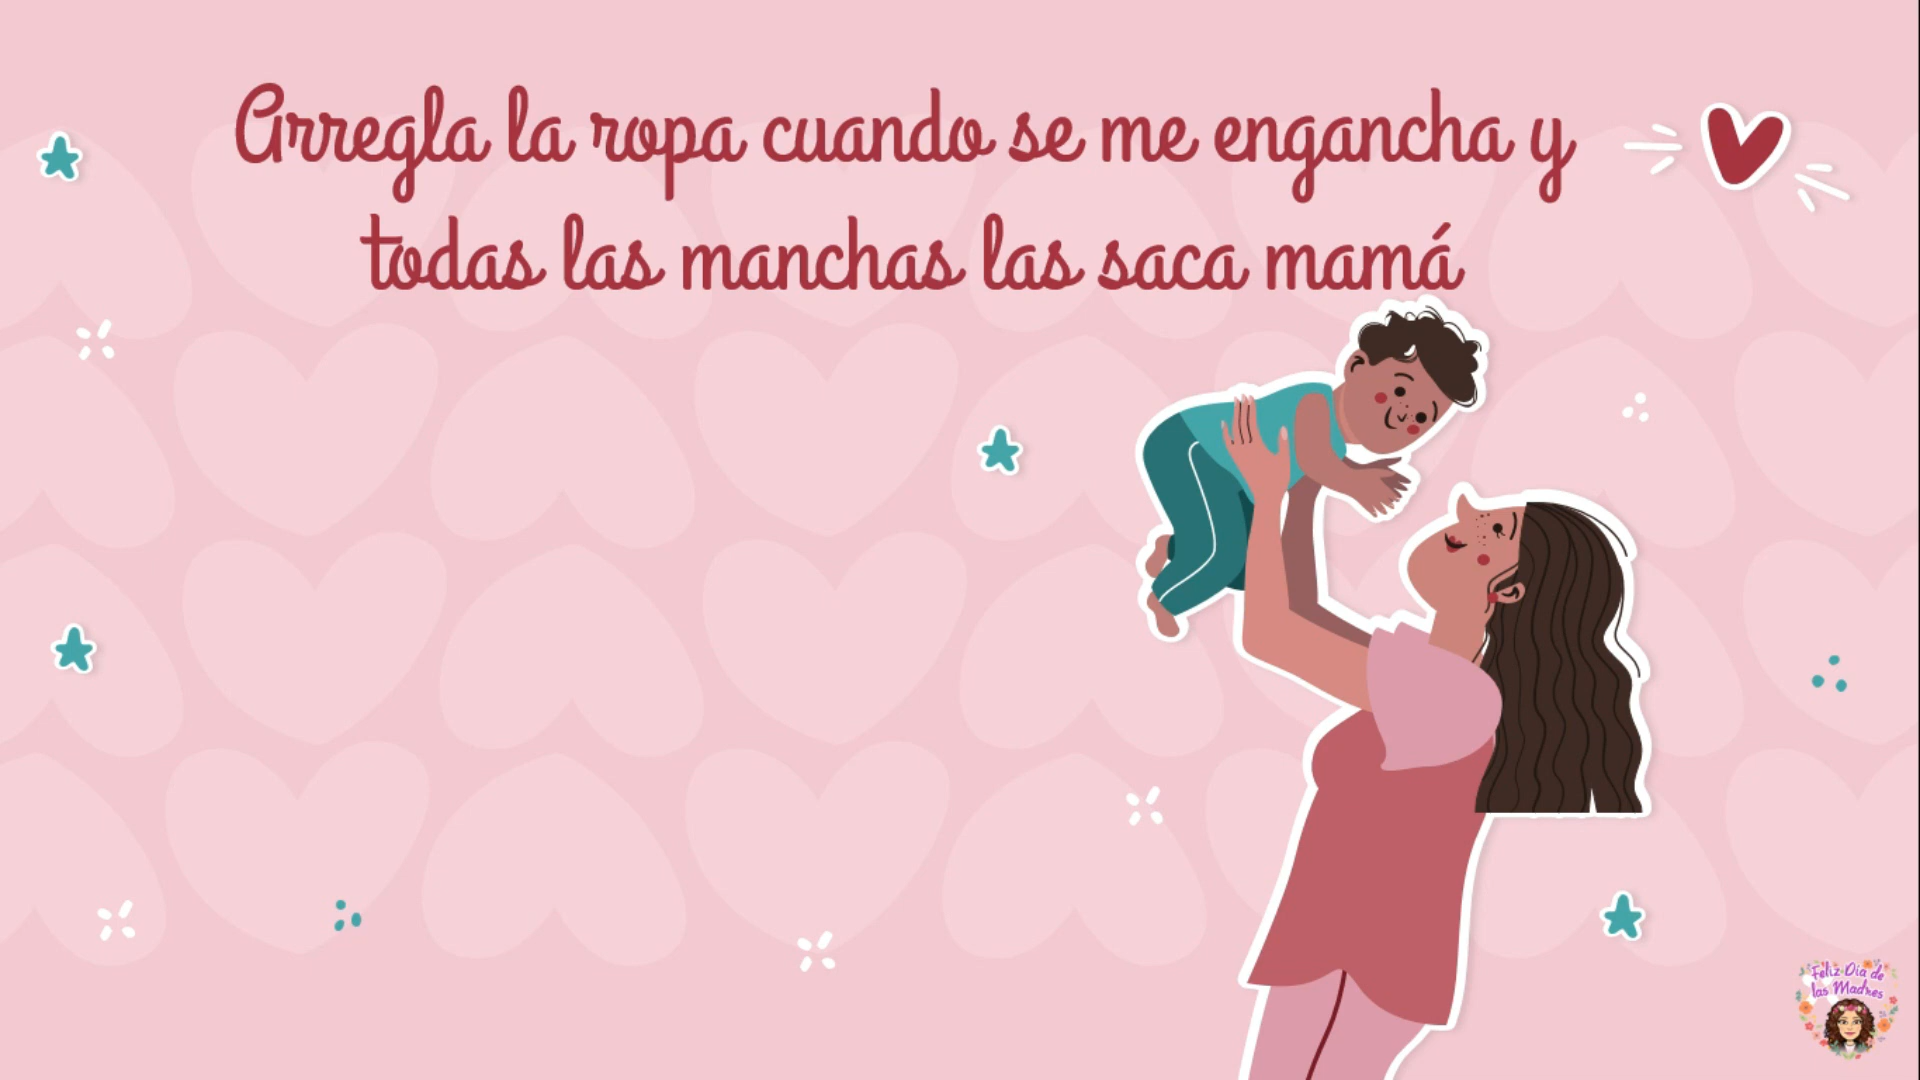 Arregla la ropa cuando se me engancha y
todas las manchas las saca mamá
Feliz Día de
las Madres